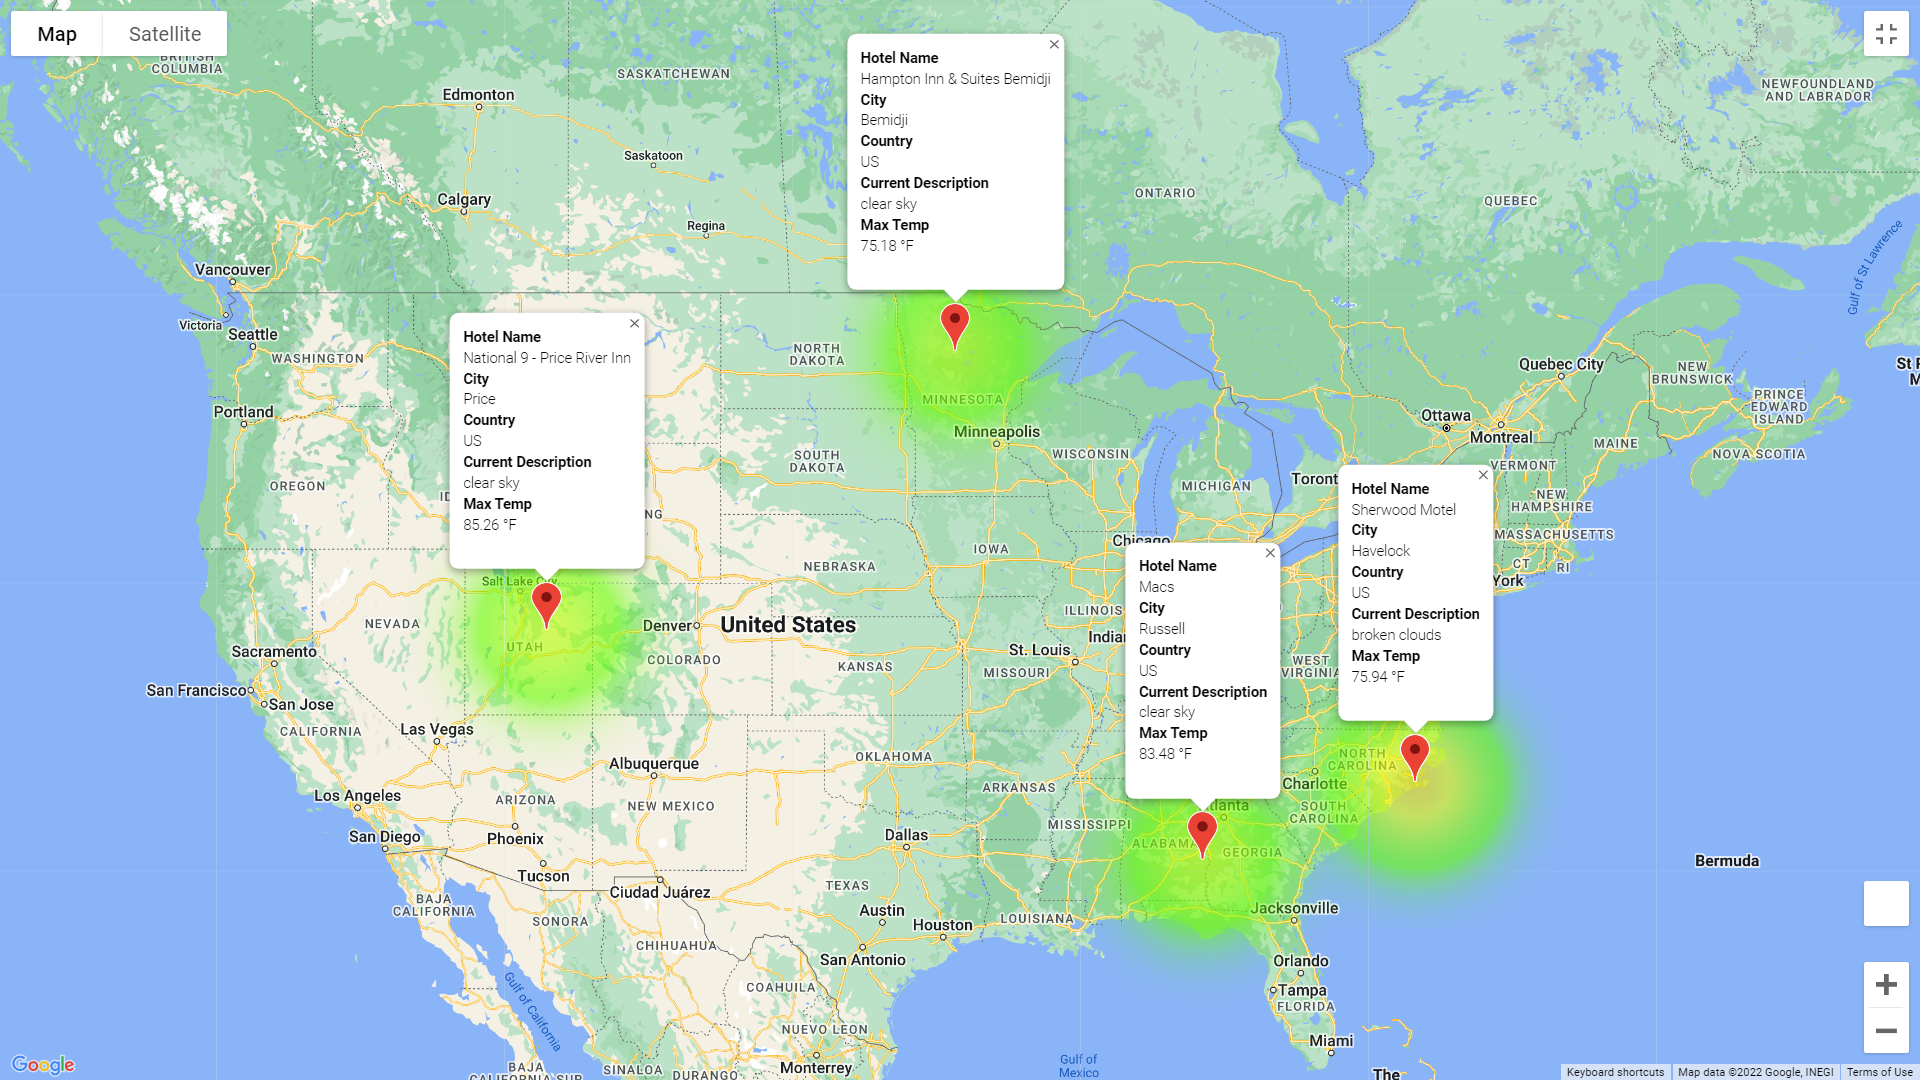 Map
Satellite
BRITISH
COLUMBIA
Edmonton
SASKATCHEWAN
Saskatoon
Calgary
Regina
Vancouver
Victoria
Seattle
WASHINGTON
Portland
OREGON
ONTARIO
QUEBEC
NEWFOUNDLAND
AND LABRADOR
Gulf of St Lawrence
Hotel Name
Hampton Inn & Suites Bemidji
City
Bemidji
Country
US
Current Description
clear sky
Max Temp
75.18 °F
Hotel Name
National 9 - Price River Inn
City
Price
Country
US
Current Description
clear sky
Max Temp
85.26 °F
NORTH
DAKOTA
MINNESOTA
Minneapolis
SOUTH
DAKOTA
WISCONSIN
MICHIGAN
Quebec City
NEW
BRUNSWICK
PRINCE
EDWARD
ISLAND
Ottawa
Montreal
MAINE
NOVA SCOTIA
Toront
VERMONT
NEW
HAMPSHIRE
MASSACHUSETTS
CT
RI
York
Hotel Name
Sherwood Motel
City
Havelock
Country
US
Current Description
broken clouds
Max Temp
75.94 °F
Hotel Name
Macs
City
Russell
Country
US
Current Description
clear sky
Max Temp
83.48 °F
ID
NG
IOWA
Chicago
NEBRASKA
Salt Lake City
NEVADA
UTAH
Denver
United States
ILLINOIS
Indian
Sacramento
COLORADO
KANSAS
St. Louis
MISSOURI
WEST
VIRGINIA
San Francisco
San Jose
CALIFORNIA
Las Vegas
Albuquerque
OKLAHOMA
NORTH
CAROLINA
Los Angeles
ARIZONA
NEW MEXICO
ARKANSAS
Charlotte
tlanta
SOUTH
CAROLINA
San Diego
Phoenix
Dallas
MISSISSIPPI
ALABAMA
GEORGIA
Bermuda
Tucson
Ciudad Juárez
TEXAS
BAJA
CALIFORNIA
SONORA
Austin
Houston
LOUISIANA
Jacksonville
CHIHUAHUA
San Antonio
Orlando
Tampa
FLORIDA
COAHUILA
Gulf of California
NUEVO LEON
Miami
BAJA
CALIFORNIA SUR
SINALOA
DURANGO
Monterrey
Gulf of
Mexico
The
Google
Keyboard shortcuts
Map data ©2022 Google, INEGI
Terms of Use